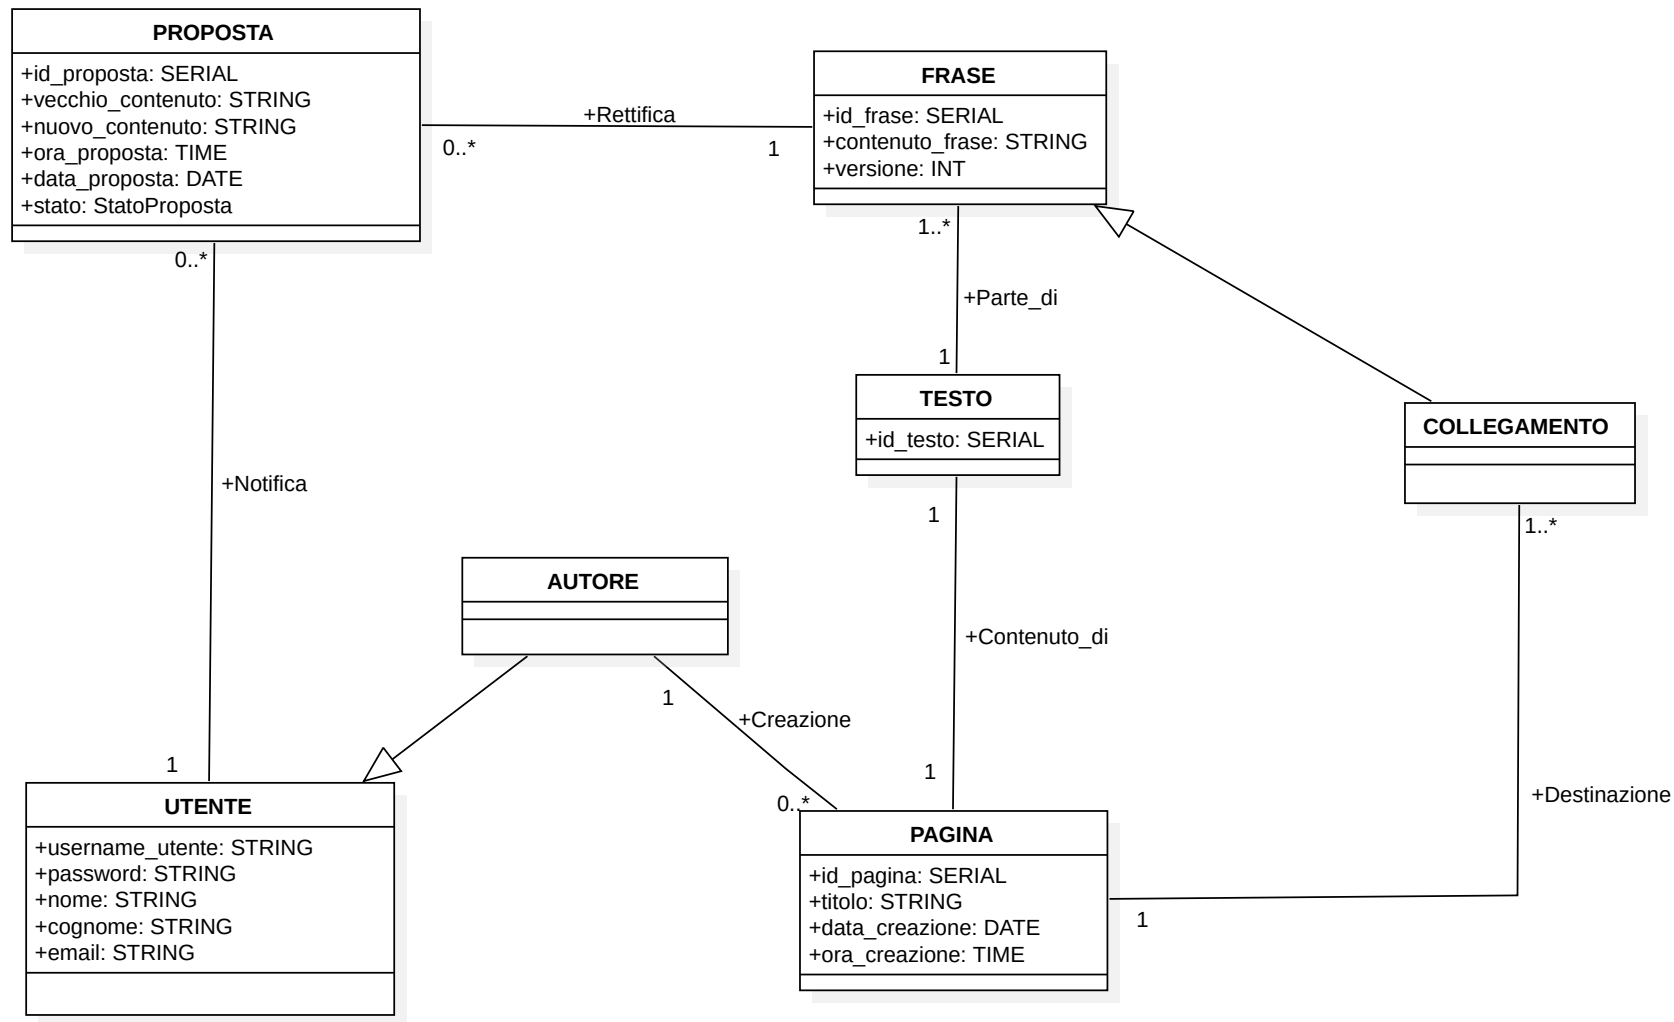 PROPOSTA
+id_proposta: SERIAL
+vecchio_contenuto: STRING
+nuovo_contenuto: STRING
+ora_proposta: TIME
+data_proposta: DATE
+stato: StatoProposta
+Rettifica
0..*
1
FRASE
+id_frase: SERIAL
+contenuto_frase: STRING
+versione: INT
0..*
1..*
+Parte_di
1
TESTO
+id_testo: SERIAL
COLLEGAMENTO
+Notifica
1
1..*
AUTORE
+Contenuto_di
1
+Creazione
1
1
0..*
+Destinazione
UTENTE
+username_utente: STRING
+password: STRING
+nome: STRING
+cognome: STRING
+email: STRING
PAGINA
+id_pagina: SERIAL
+titolo: STRING
+data_creazione: DATE
+ora_creazione: TIME
1